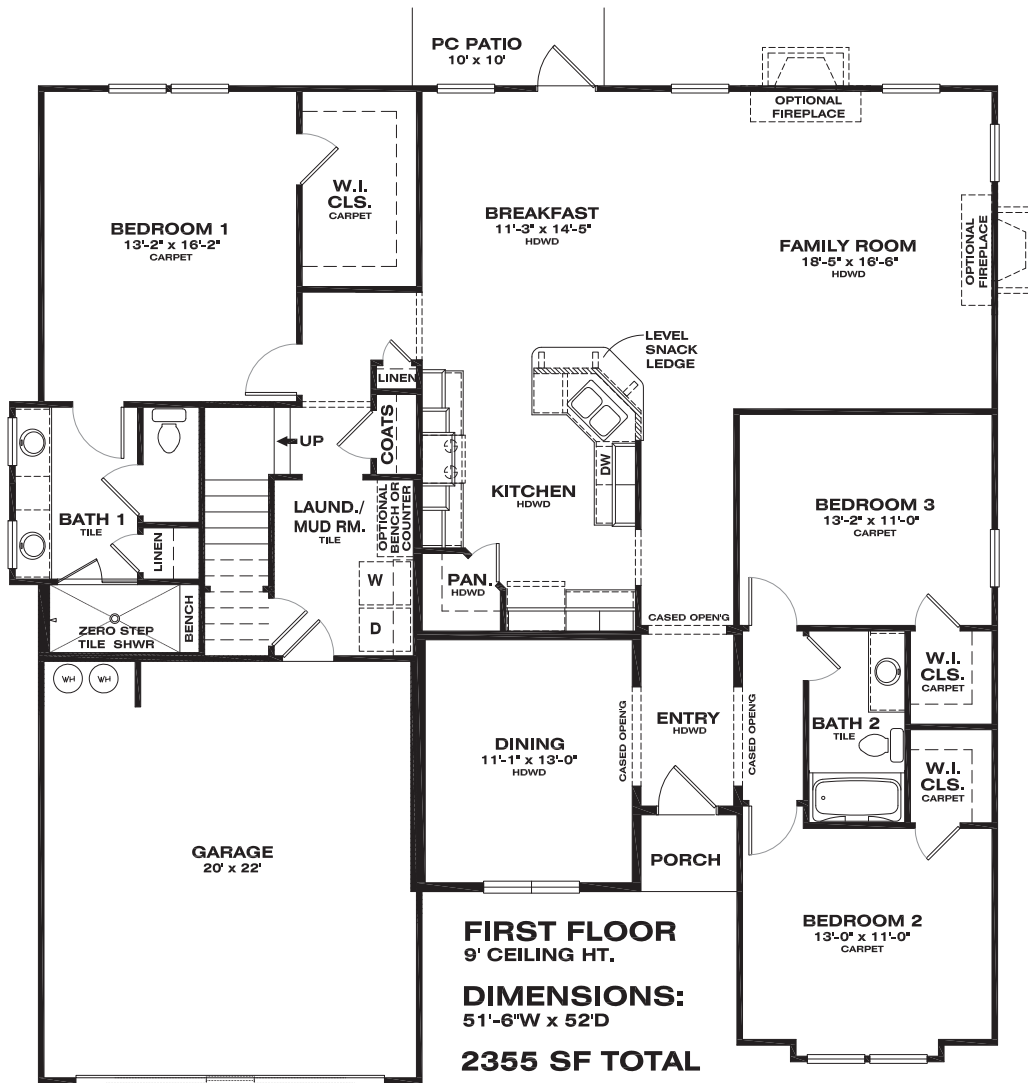 PC PATIO
10' x 10'
OPTIONAL
FIREPLACE
BEDROOM 1
13'-2" x 16'-2"
CARPET
W.I.
CLS.
CARPET
BREAKFAST
11'-3" x 14'-5"
HDWD
FAMILY ROOM
18'-5" x 16'-6"
HDWD
OPTIONAL
FIREPLACE
LEVEL
SNACK
LEDGE
LINEN
COATS
UP
DW
KITCHEN
HDWD
BEDROOM 3
13'-2" x 11'-0"
CARPET
LAUND./
MUD RM.
TILE
OPTIONAL
BENCH OR
COUNTER
BATH 1
TILE
LINEN
W
D
PAN.
HDWD
BENCH
ZERO STEP
TILE SHWR
CASED OPEN'G
WH
WH
W.I.
CLS.
CARPET
DINING
11'-1" x 13'-0"
HDWD
CASED OPEN'G
ENTRY
HDWD
CASED OPEN'G
BATH 2
TILE
W.I.
CLS.
CARPET
GARAGE
20' x 22'
PORCH
BEDROOM 2
13'-0" x 11'-0"
CARPET
FIRST FLOOR
9' CEILING HT.
DIMENSIONS:
51'-6"W x 52'D
2355 SF TOTAL